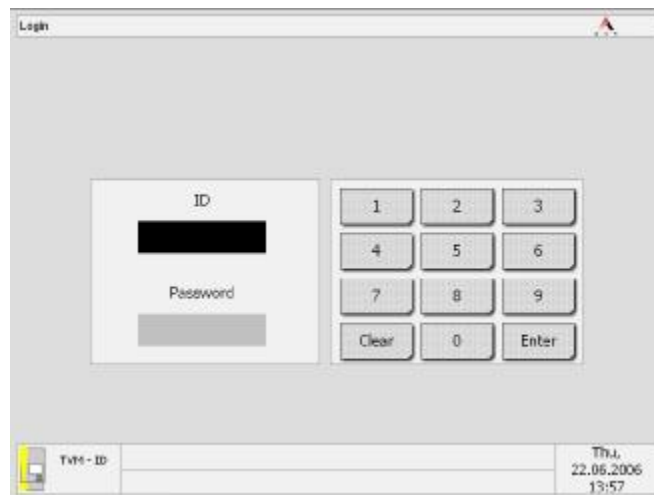 Login
ID
Password
1 2 3
4 5 6
7 8 9
Clear 0 Enter
TVM - ID
Thu,
22.06.2006
13:57